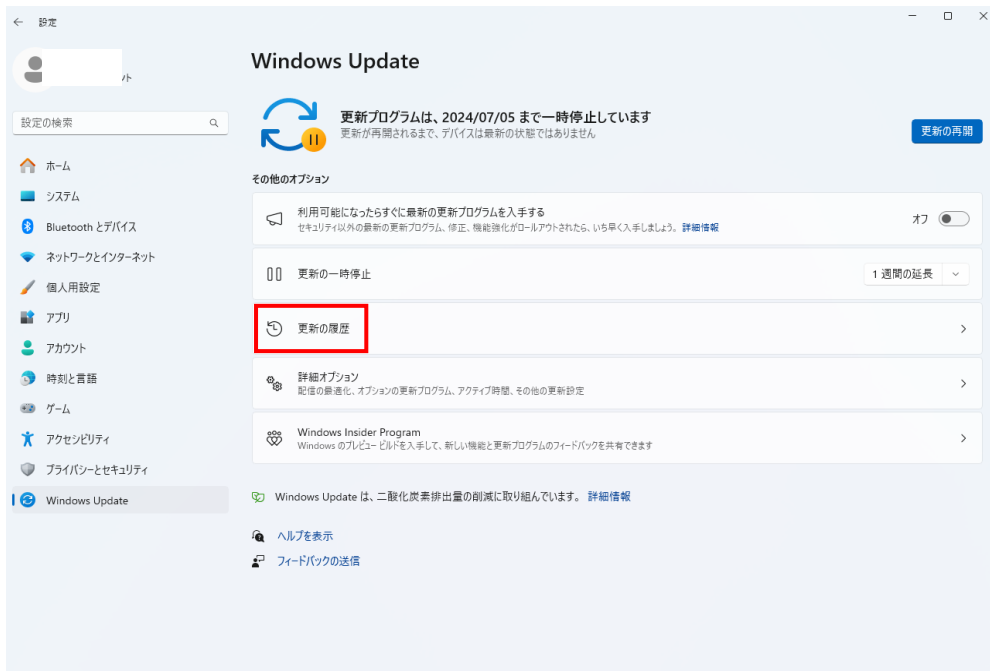 設定
Windows Update
設定の検索
更新プログラムは、2024/07/05 まで一時停止しています
更新が再開されるまで、デバイスは最新の状態ではありません
更新の再開
ホーム
システム
Bluetooth とデバイス
ネットワークとインターネット
個人用設定
アプリ
アカウント
時刻と言語
ゲーム
アクセシビリティ
プライバシーとセキュリティ
Windows Update
その他のオプション
利用可能になったらすぐに最新の更新プログラムを入手する
セキュリティ以外の最新の更新プログラム、修正、機能強化がロールアウトされたら、いち早く入手しましょう。 詳細情報
オフ
更新の一時停止
1 週間の延長
更新の履歴
詳細オプション
配信の最適化、オプションの更新プログラム、アクティブ時間、その他の更新設定
Windows Insider Program
Windows のプレビュー ビルドを入手して、新しい機能と更新プログラムのフィードバックを共有できます
Windows Update は、二酸化炭素排出量の削減に取り組んでいます。 詳細情報
ヘルプを表示
フィードバックの送信